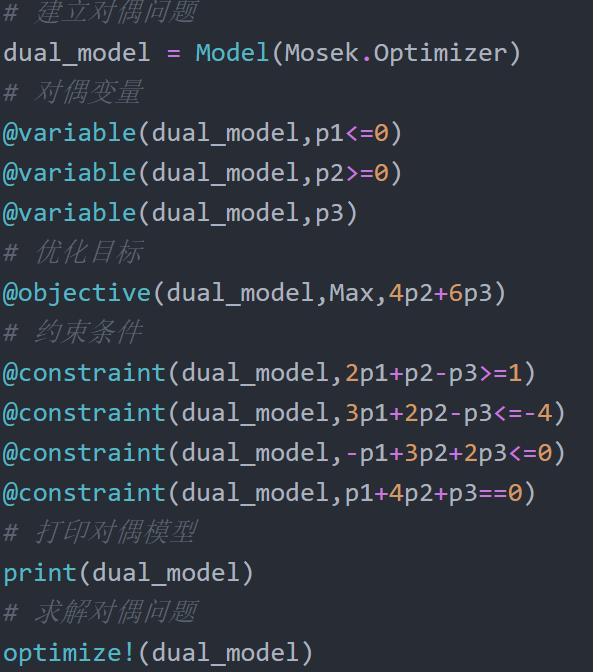 # 建立对偶问题
dual_model = Model(Mosek.Optimizer)
# 对偶变量
@variable(dual_model,p1<=0)
@variable(dual_model,p2>=0)
@variable(dual_model,p3)
# 优化目标
@objective(dual_model,Max,4p2+6p3)
# 约束条件
@constraint(dual_model,2p1+p2-p3>=1)
@constraint(dual_model,3p1+2p2-p3<=-4)
@constraint(dual_model,-p1+3p2+2p3<=0)
@constraint(dual_model,p1+4p2+p3==0)
# 打印对偶模型
print(dual_model)
# 求解对偶问题
optimize!(dual_model)